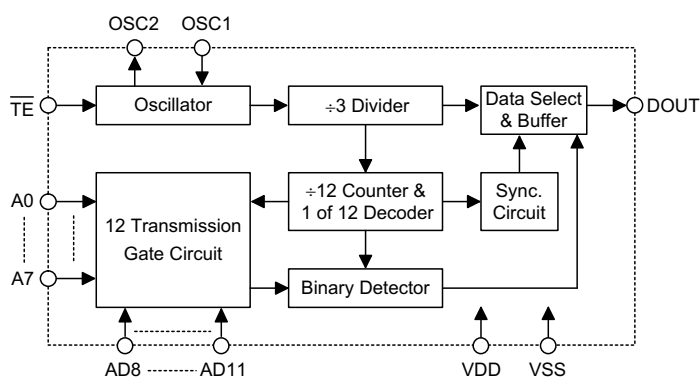 OSC2 OSC1
T̅E̅ Oscillator ÷3 Divider Data Select
& Buffer DOUT
A0 12 Transmission
Gate Circuit ÷12 Counter &
1 of 12 Decoder Sync.
Circuit
A7 Binary Detector
AD8 AD11 VDD VSS